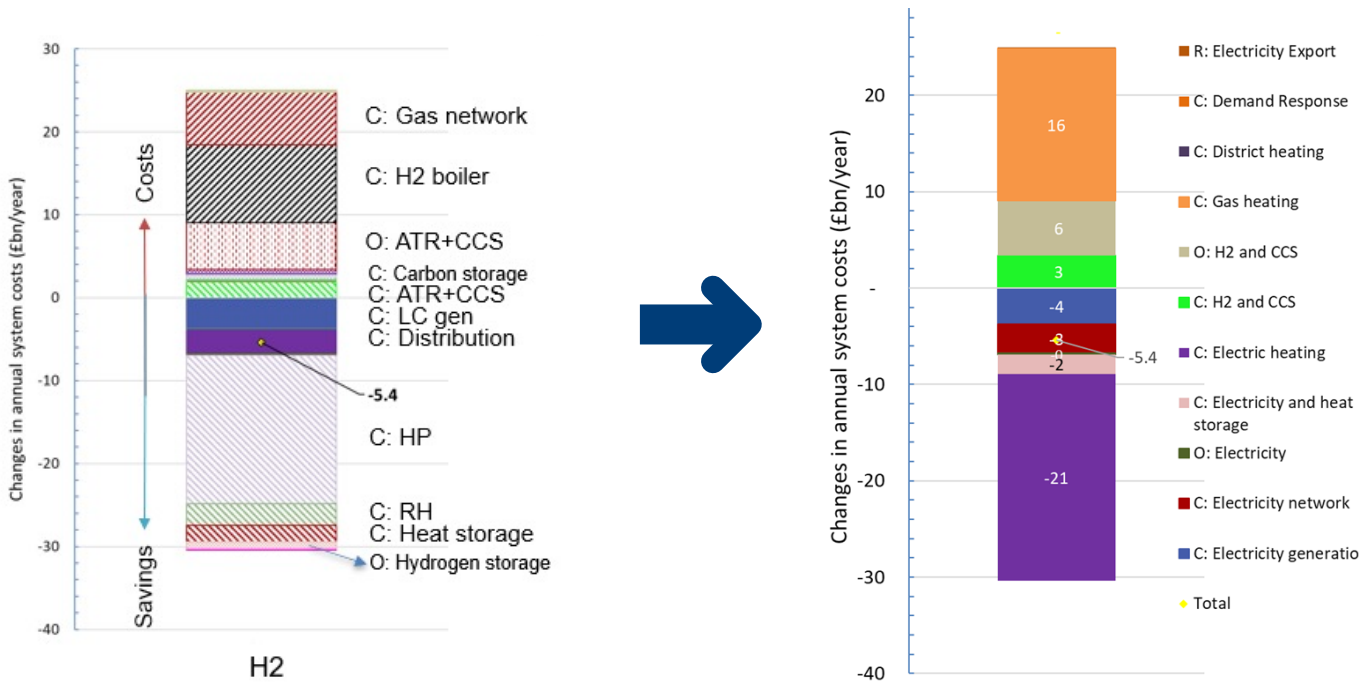 Changes in annual system costs (£bn/year)
30
20
10
0
-10
-20
-30
-40
Costs
Savings
C: Gas network
C: H2 boiler
O: ATR+CCS
C: Carbon storage
C: ATR+CCS
C: LC gen
C: Distribution
-5.4
C: HP
C: RH
C: Heat storage
O: Hydrogen storage
H2
Changes in annual system costs (£bn/year)
20
10
-
-10
-20
-30
-40
16
6
3
-4
-3
0
-2
-5.4
-21
R: Electricity Export
C: Demand Response
C: District heating
C: Gas heating
O: H2 and CCS
C: H2 and CCS
C: Electric heating
C: Electricity and heat
storage
O: Electricity
C: Electricity network
C: Electricity generatio
Total